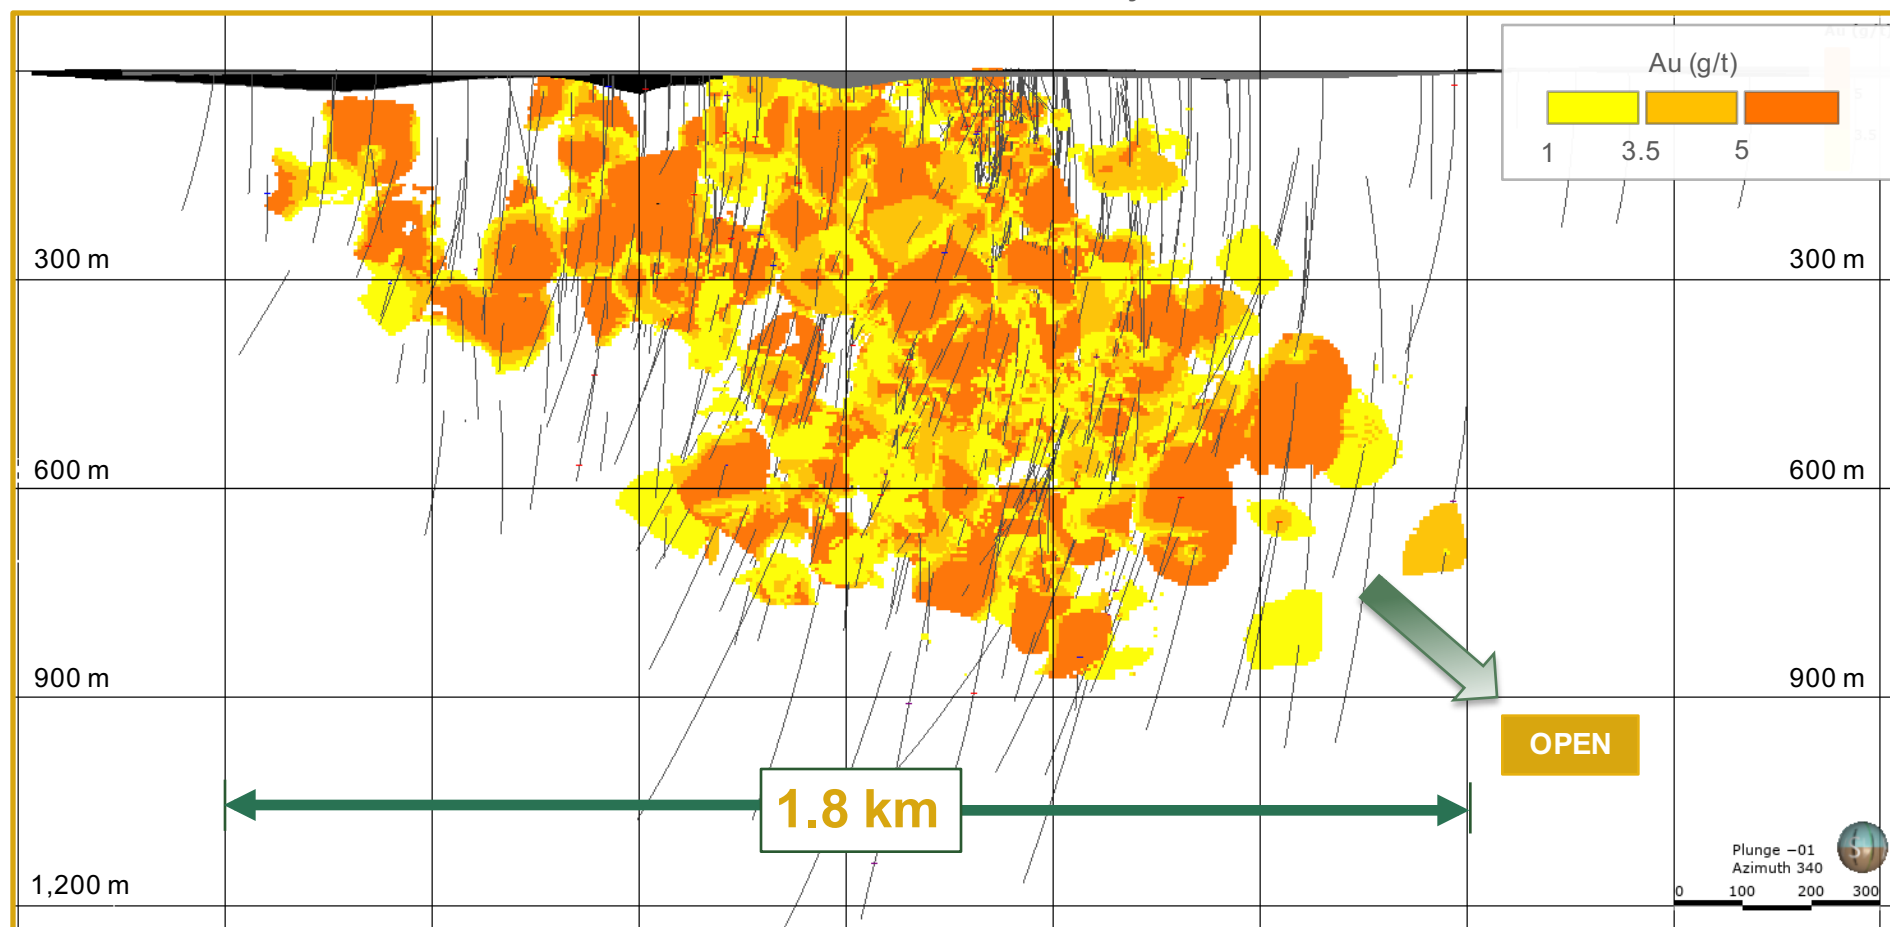 Au (g/t)
1 3.5 5
300 m 300 m
600 m 600 m
900 m 900 m
OPEN
1.8 km
Plunge −01
Azimuth 340
1,200 m
0 100 200 300